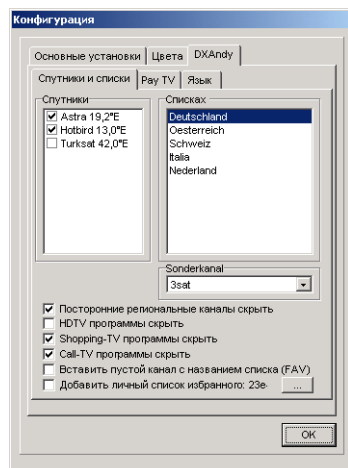 Конфигурация
Основные установки Цвета DXAndy
Спутники и списки Pay TV Язык
Спутники
Astra 19,2°E
Hotbird 13,0°E
Turksat 42,0°E
Списках
Deutschland
Oesterreich
Schweiz
Italia
Nederland
Sonderkanal
3sat
Посторонние региональные каналы скрыть
HDTV программы скрыть
Shopping-TV программы скрыть
Call-TV программы скрыть
Вставить пустой канал с названием списка (FAV)
Добавить личный список избранного: 23e- ...
OK